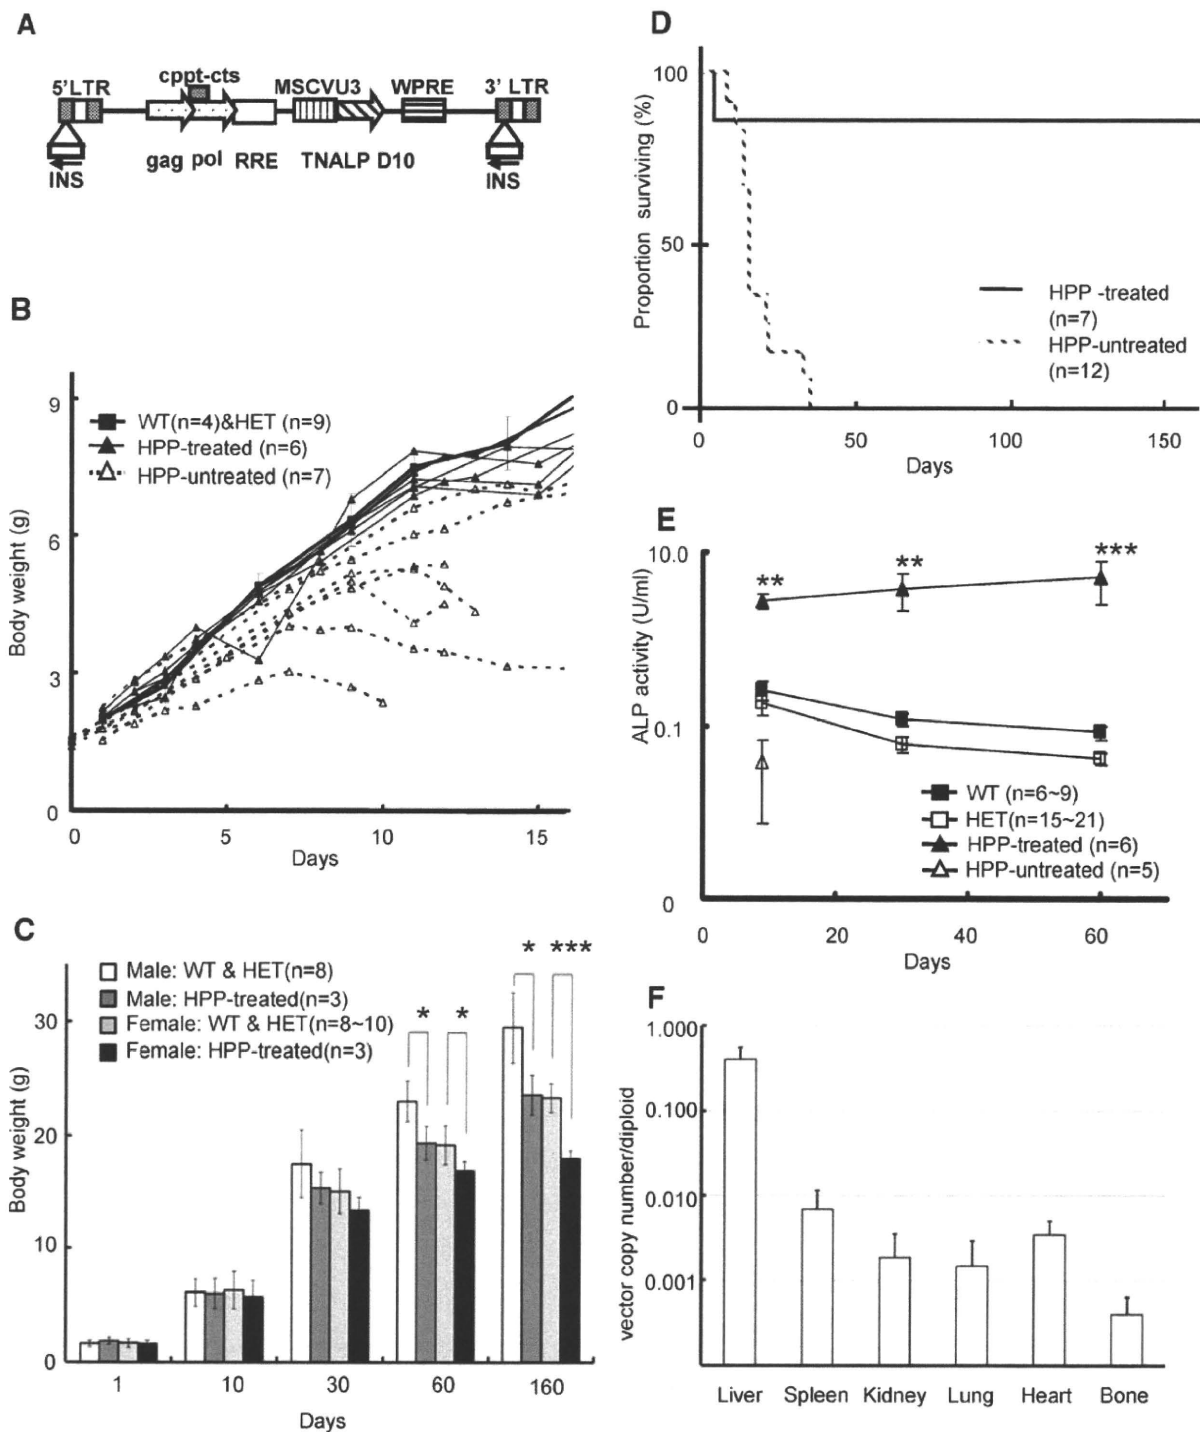 A
5'LTR
cppt-cts
MSCVU3
WPRE
3' LTR
INS
gag
pol
RRE
TNALP D10
INS
B
9
6
3
0
Body weight (g)
WT(n=4)&HET (n=9)
HPP-treated (n=6)
HPP-untreated (n=7)
0
5
10
15
Days
C
30
20
10
0
Body weight (g)
Male: WT & HET(n=8)
Male: HPP-treated(n=3)
Female: WT & HET(n=8~10)
Female: HPP-treated(n=3)
*
*
*
***
1
10
30
60
160
Days
D
100
50
0
Proportion surviving (%)
HPP -treated
(n=7)
HPP-untreated
(n=12)
0
50
100
150
Days
E
10.0
0.1
0
ALP activity (U/ml)
**
**
***
WT (n=6~9)
HET(n=15~21)
HPP-treated (n=6)
HPP-untreated (n=5)
0
20
40
60
Days
F
1.000
0.100
0.010
0.001
vector copy number/diploid
Liver
Spleen
Kidney
Lung
Heart
Bone